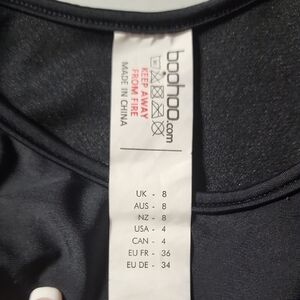 boohoo.com
KEEP AWAY
FROM FIRE
MADE IN CHINA
UK - 8
AUS - 8
NZ - 8
USA - 4
CAN - 4
EU FR - 36
EU DE - 34